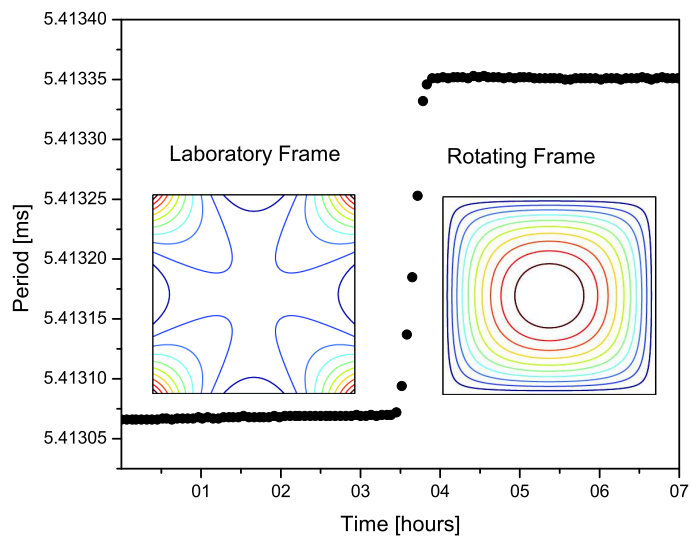 5.41340
5.41335
5.41330
5.41325
5.41320
5.41315
5.41310
5.41305
Period [ms]
Laboratory Frame
Rotating Frame
01 02 03 04 05 06 07
Time [hours]